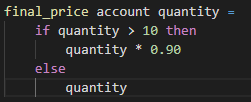 final_price account quantity =
    if quantity > 10 then
        quantity * 0.90
    else
        quantity